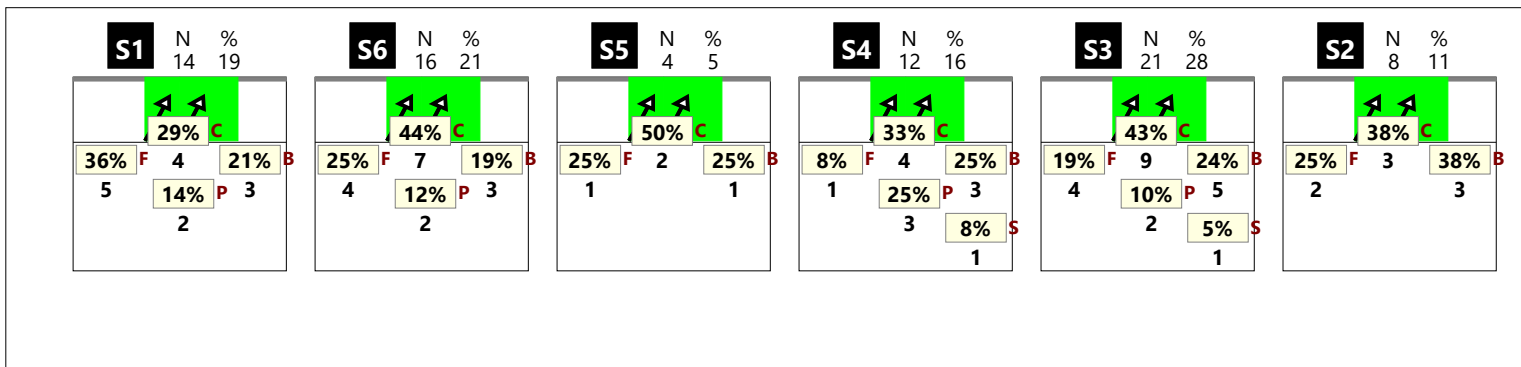 S1 N % S6 N % S5 N % S4 N % S3 N % S2 N %
14 19 16 21 4 5 12 16 21 28 8 11
29% C 44% C 50% C 33% C 43% C 38% C
36% F 4 21% B 25% F 7 19% B 25% F 2 25% B 8% F 4 25% B 19% F 9 24% B 25% F 3 38% B
5 14% P 3 4 12% P 3 1 1 1 25% P 3 4 10% P 5 2 3
2 2 3 8% S 2 5% S
1 1